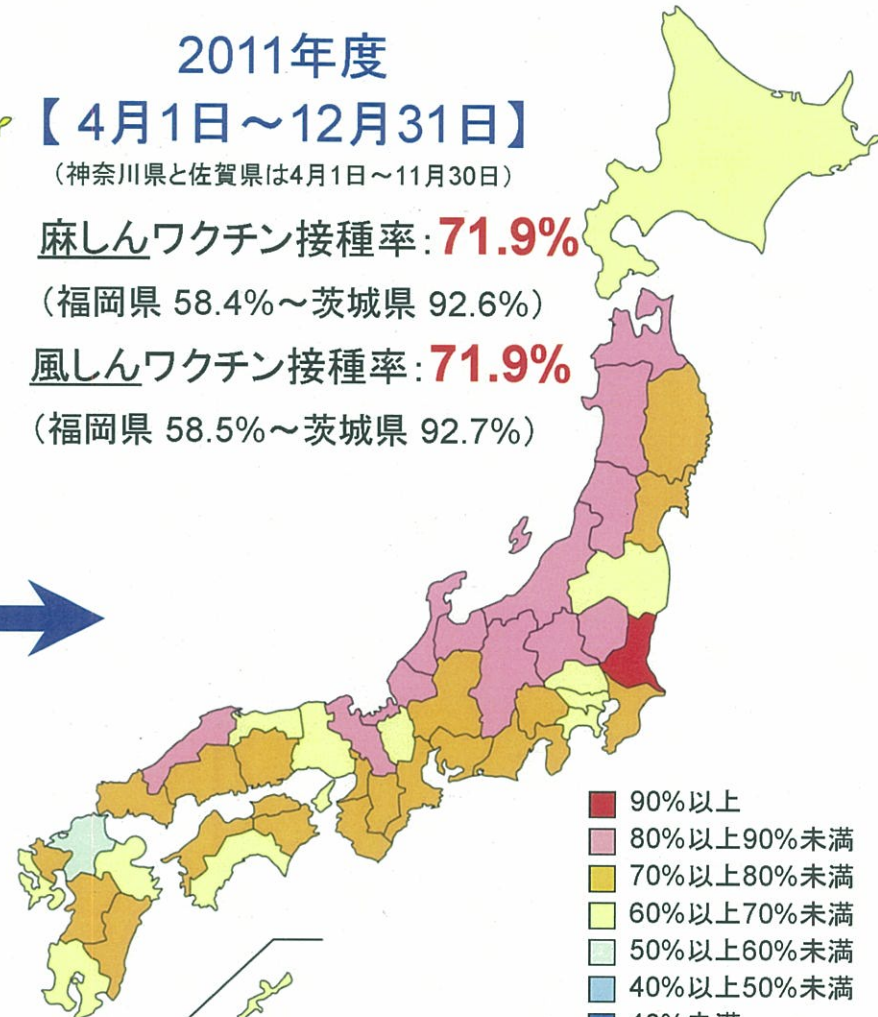 2011年度
【 4月1日～12月31日】
（神奈川県と佐賀県は4月1日～11月30日）
麻しんワクチン接種率：71.9%
（福岡県 58.4%～茨城県 92.6%）
風しんワクチン接種率：71.9%
（福岡県 58.5%～茨城県 92.7%）
90%以上
80%以上90%未満
70%以上80%未満
60%以上70%未満
50%以上60%未満
40%以上50%未満